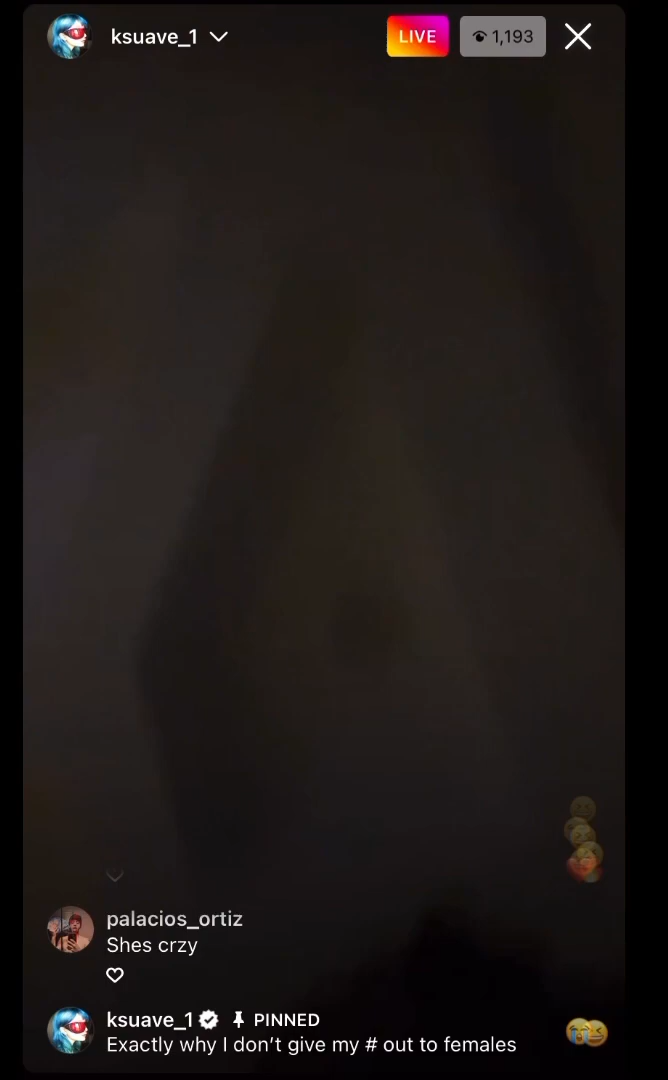 ksuave_1
LIVE
1,193
palacios_ortiz
Shes crzy
ksuave_1 PINNED
Exactly why I don’t give my # out to females